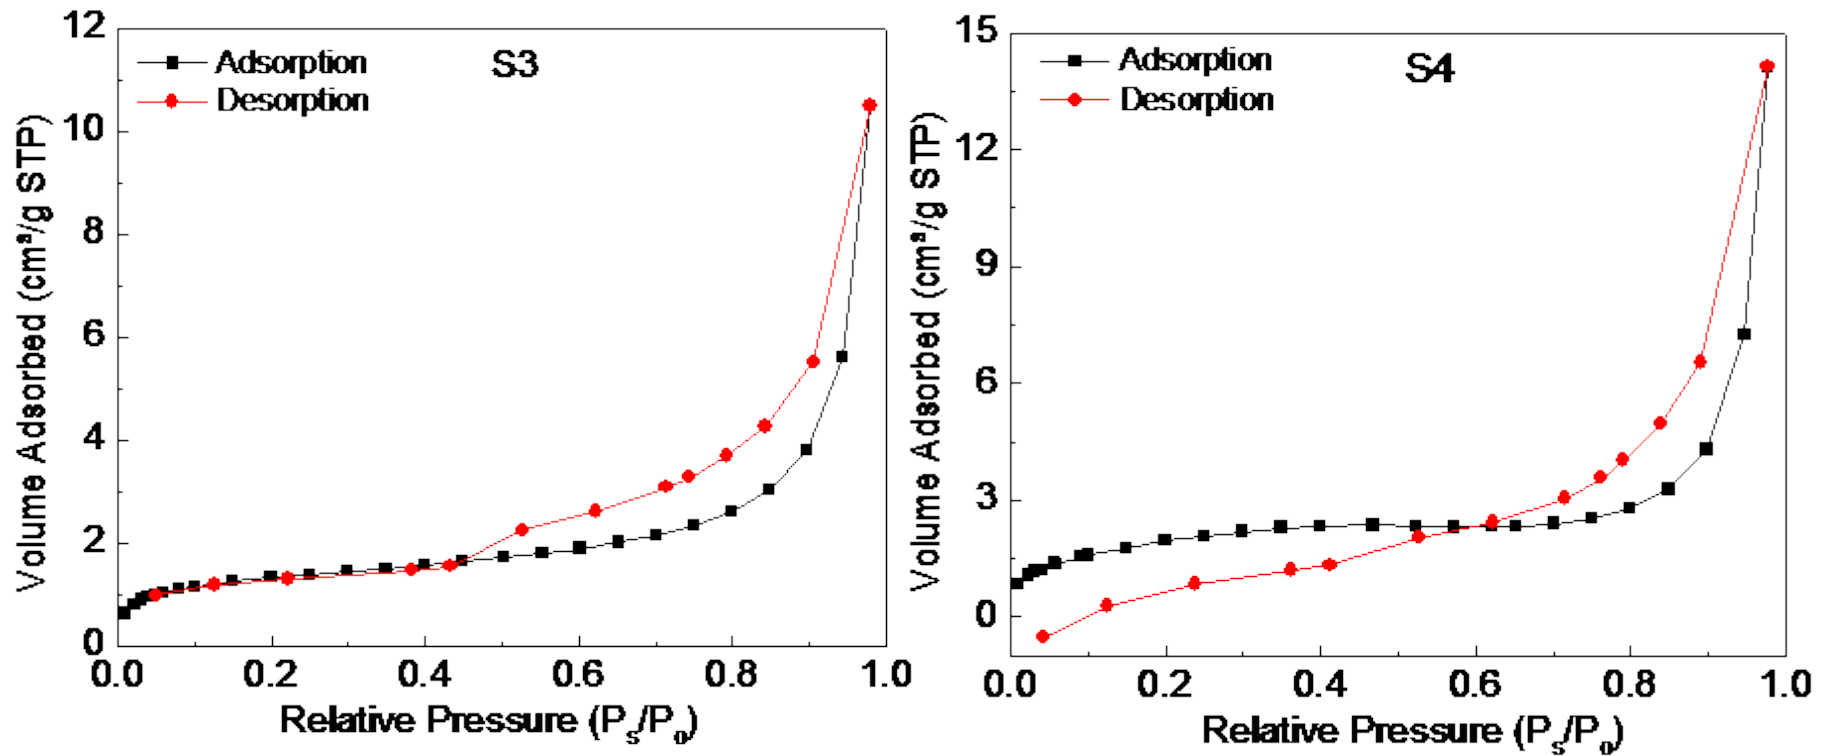 12
10
8
6
4
2
0
Volume Adsorbed (cm³/g STP)
Adsorption
Desorption
S3
0.0 0.2 0.4 0.6 0.8 1.0
Relative Pressure (Pₛ/Pₒ)
15
12
9
6
3
0
Volume Adsorbed (cm³/g STP)
Adsorption
Desorption
S4
0.0 0.2 0.4 0.6 0.8 1.0
Relative Pressure (Pₛ/Pₒ)